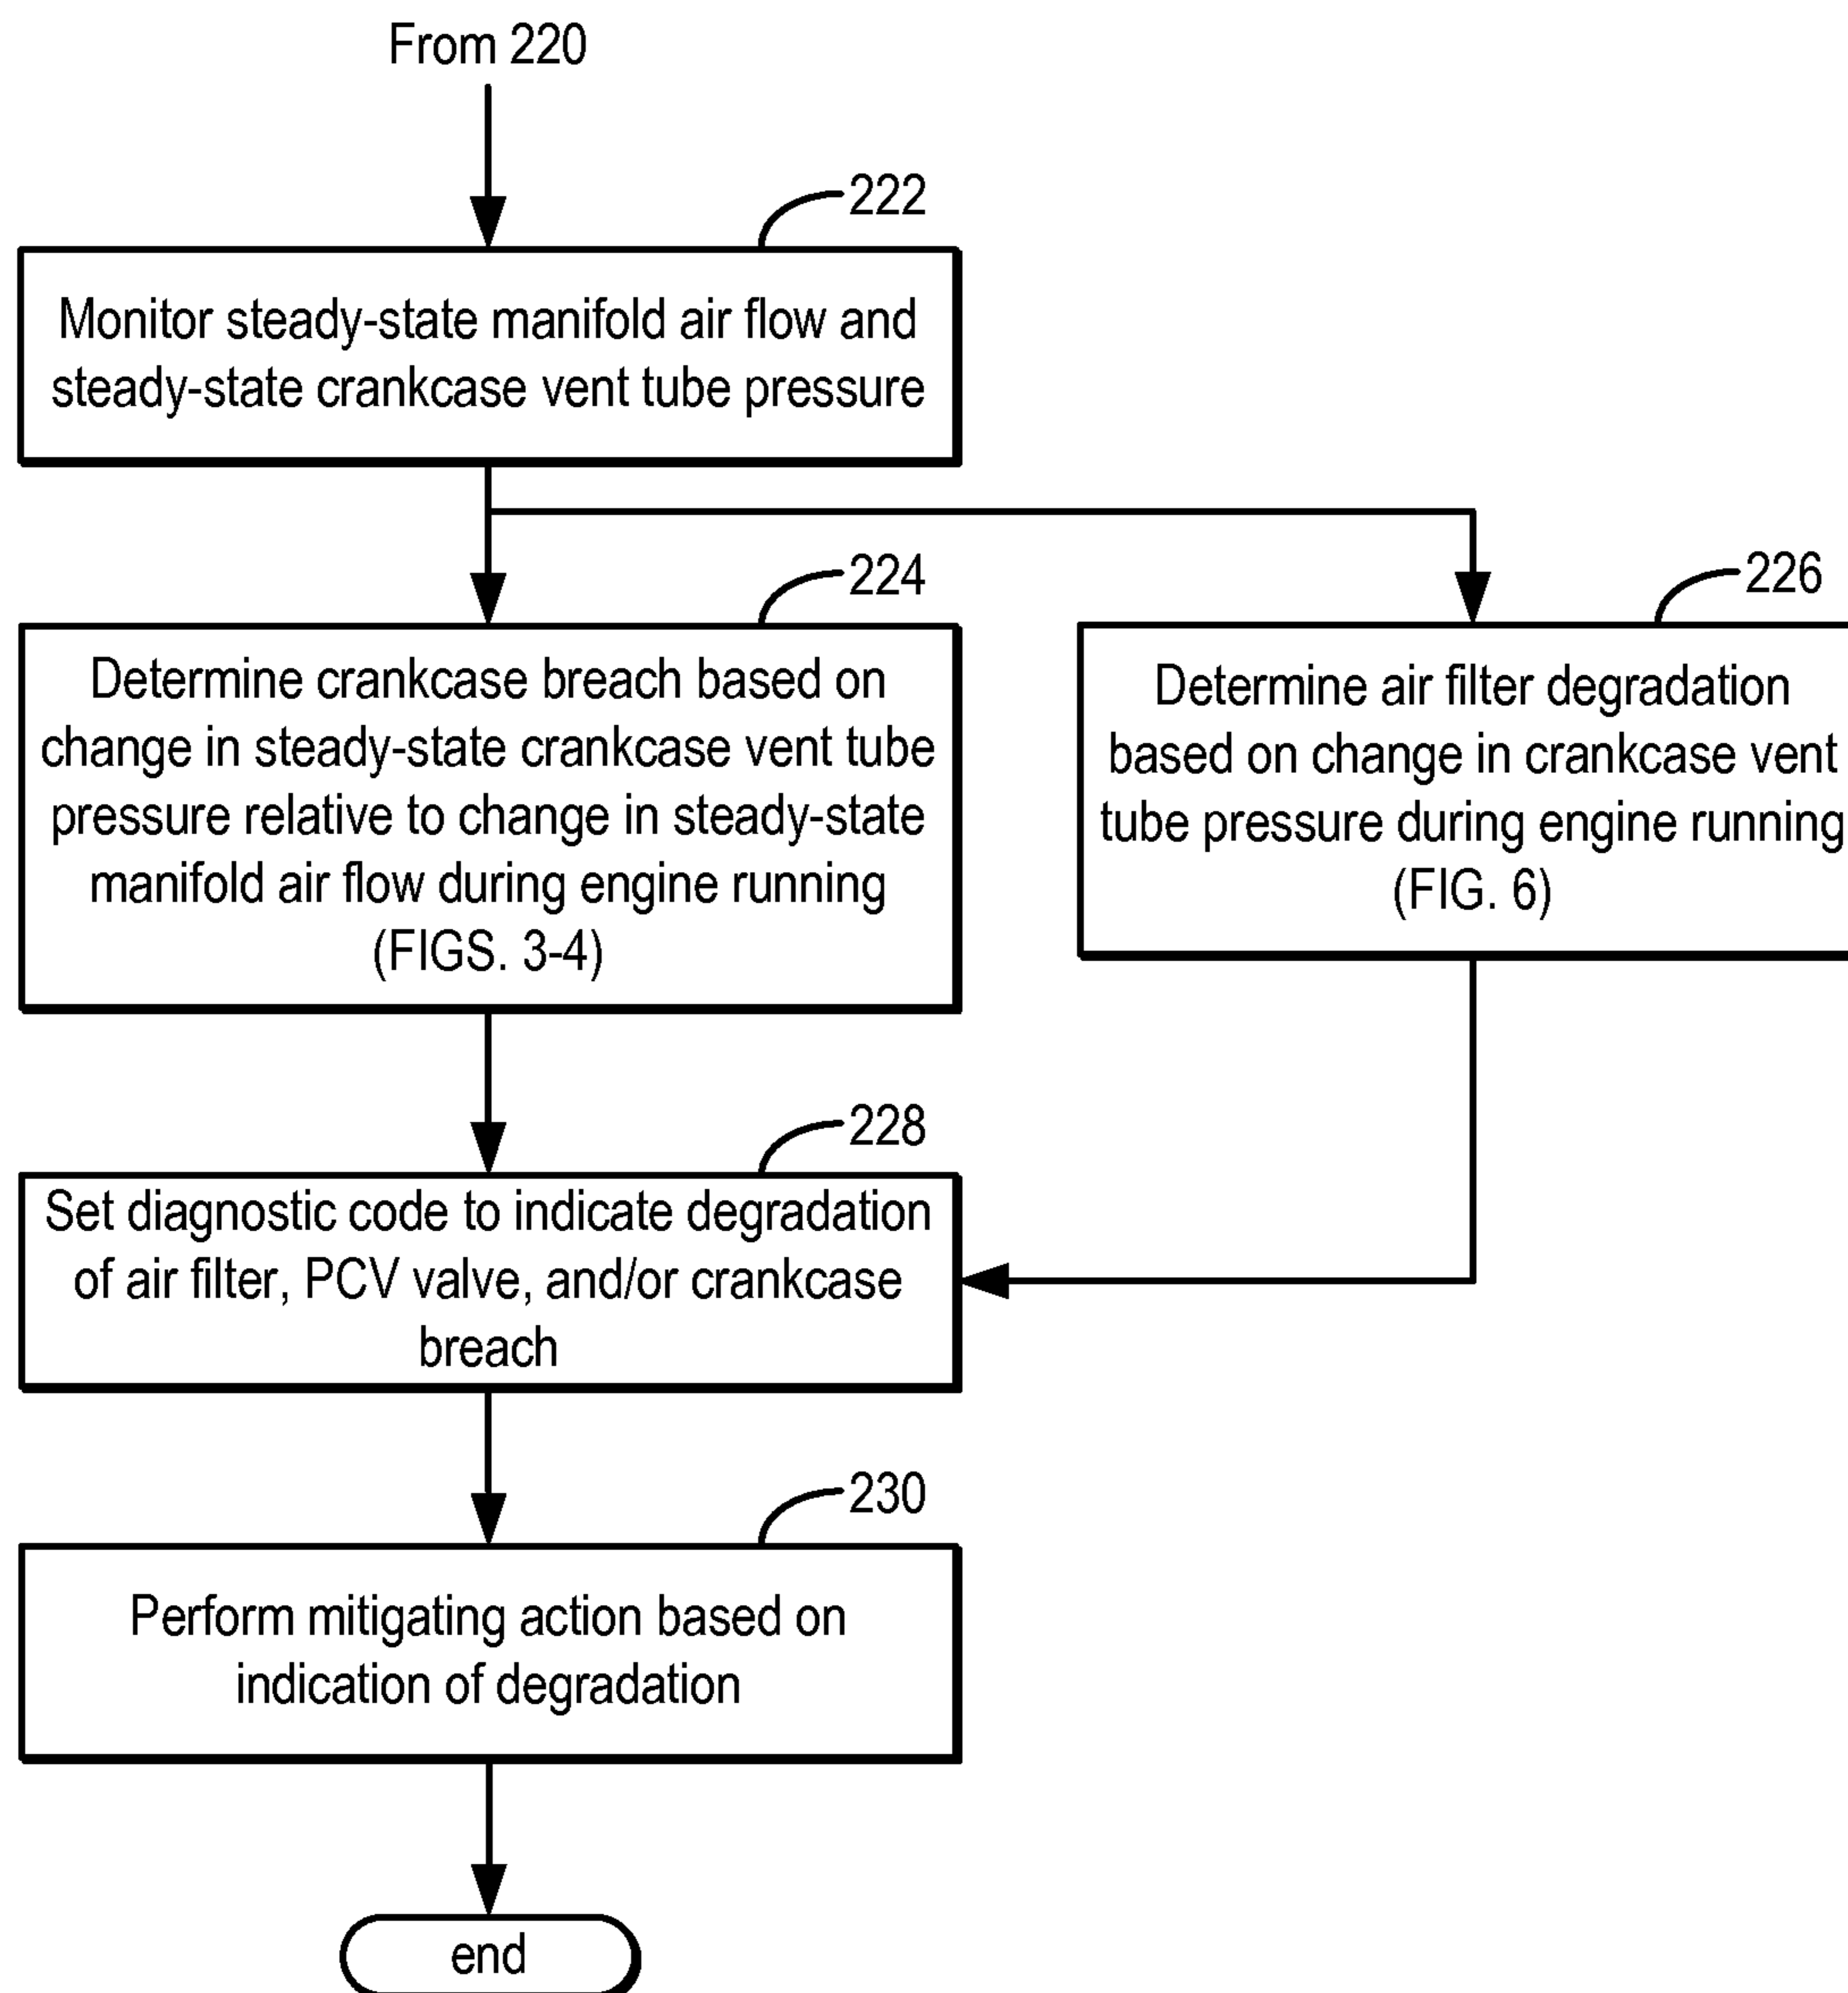 From 220
222
Monitor steady-state manifold air flow and
steady-state crankcase vent tube pressure
224
Determine crankcase breach based on
change in steady-state crankcase vent tube
pressure relative to change in steady-state
manifold air flow during engine running
(FIGS. 3-4)
226
Determine air filter degradation
based on change in crankcase vent
tube pressure during engine running
(FIG. 6)
228
Set diagnostic code to indicate degradation
of air filter, PCV valve, and/or crankcase
breach
230
Perform mitigating action based on
indication of degradation
end